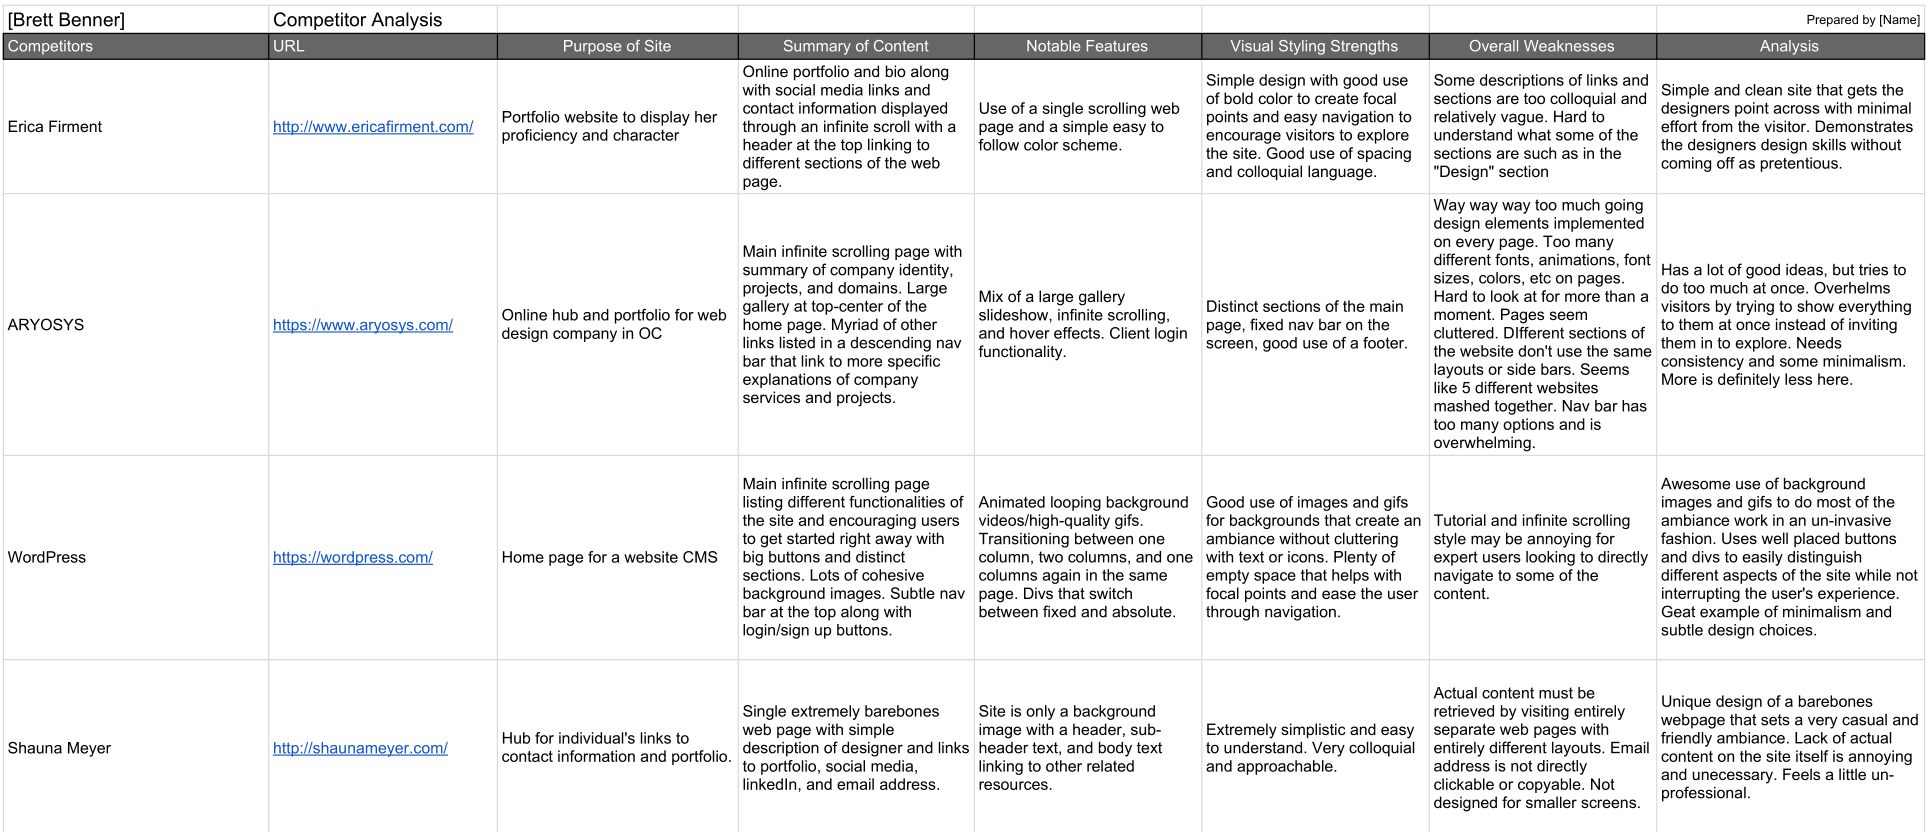 [Brett Benner]
Competitor Analysis
Prepared by [Name]
Competitors
URL
Purpose of Site
Summary of Content
Notable Features
Visual Styling Strengths
Overall Weaknesses
Analysis
Erica Firment
http://www.ericafirment.com/
Portfolio website to display her
proficiency and character
Online portfolio and bio along
with social media links and
contact information displayed
through an infinite scroll with a
header at the top linking to
different sections of the web
page.
Use of a single scrolling web
page and a simple easy to
follow color scheme.
Simple design with good use
of bold color to create focal
points and easy navigation to
encourage visitors to explore
the site. Good use of spacing
and colloquial language.
Some descriptions of links and
sections are too colloquial and
relatively vague. Hard to
understand what some of the
sections are such as in the
"Design" section
Simple and clean site that gets the
designers point across with minimal
effort from the visitor. Demonstrates
the designers design skills without
coming off as pretentious.
ARYOSYS
https://www.aryosys.com/
Online hub and portfolio for web
design company in OC
Main infinite scrolling page with
summary of company identity,
projects, and domains. Large
gallery at top-center of the
home page. Myriad of other
links listed in a descending nav
bar that link to more specific
explanations of company
services and projects.
Mix of a large gallery
slideshow, infinite scrolling,
and hover effects. Client login
functionality.
Distinct sections of the main
page, fixed nav bar on the
screen, good use of a footer.
Way way way too much going
design elements implemented
on every page. Too many
different fonts, animations, font
sizes, colors, etc on pages.
Hard to look at for more than a
moment. Pages seem
cluttered. DIfferent sections of
the website don't use the same
layouts or side bars. Seems
like 5 different websites
mashed together. Nav bar has
too many options and is
overwhelming.
Has a lot of good ideas, but tries to
do too much at once. Overhelms
visitors by trying to show everything
to them at once instead of inviting
them in to explore. Needs
consistency and some minimalism.
More is definitely less here.
WordPress
https://wordpress.com/
Home page for a website CMS
Main infinite scrolling page
listing different functionalities of
the site and encouraging users
to get started right away with
big buttons and distinct
sections. Lots of cohesive
background images. Subtle nav
bar at the top along with
login/sign up buttons.
Animated looping background
videos/high-quality gifs.
Transitioning between one
column, two columns, and one
columns again in the same
page. Divs that switch
between fixed and absolute.
Good use of images and gifs
for backgrounds that create an
ambiance without cluttering
with text or icons. Plenty of
empty space that helps with
focal points and ease the user
through navigation.
Tutorial and infinite scrolling
style may be annoying for
expert users looking to directly
navigate to some of the
content.
Awesome use of background
images and gifs to do most of the
ambiance work in an un-invasive
fashion. Uses well placed buttons
and divs to easily distinguish
different aspects of the site while not
interrupting the user's experience.
Geat example of minimalism and
subtle design choices.
Shauna Meyer
http://shaunameyer.com/
Hub for individual's links to
contact information and portfolio.
Single extremely barebones
web page with simple
description of designer and links
to portfolio, social media,
linkedIn, and email address.
Site is only a background
image with a header, sub-
header text, and body text
linking to other related
resources.
Extremely simplistic and easy
to understand. Very colloquial
and approachable.
Actual content must be
retrieved by visiting entirely
separate web pages with
entirely different layouts. Email
address is not directly
clickable or copyable. Not
designed for smaller screens.
Unique design of a barebones
webpage that sets a very casual and
friendly ambiance. Lack of actual
content on the site itself is annoying
and unecessary. Feels a little un-
professional.